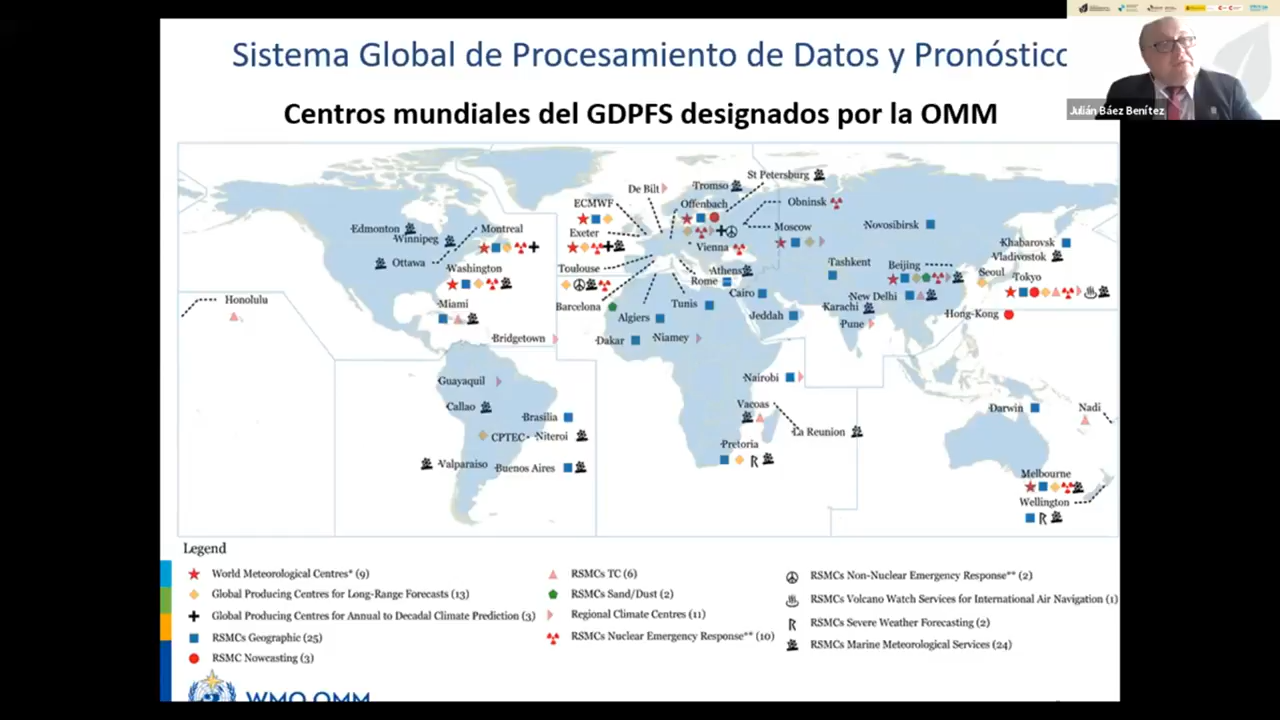 Sistema Global de Procesamiento de Datos y Pronóstico
Julián Báez Benítez
Centros mundiales del GDPFS designados por la OMM
St Petersburg
De Bilt
Tromso
ECMWF
Offenbach
Obninsk
Edmonton
Montreal
Exeter
Moscow
Novosibirsk
Winnipeg
Vienna
Khabarovsk
Ottawa
Vladivostok
Washington
Toulouse
Athens
Tashkent
Beijing
Seoul
Tokyo
Rome
Honolulu
Cairo
New Delhi
Miami
Barcelona
Tunis
Karachi
Algiers
Jeddah
Hong-Kong
Pune
Bridgetown
Dakar
Niamey
Guayaquil
Nairobi
Callao
Vacoas
Darwin
Nadi
Brasilia
CPTEC
Niteroi
La Reunion
Pretoria
Valparaiso
Buenos Aires
Melbourne
Wellington
Legend
World Meteorological Centres* (9)
Global Producing Centres for Long-Range Forecasts (13)
Global Producing Centres for Annual to Decadal Climate Prediction (3)
RSMCs Geographic (25)
RSMC Nowcasting (3)
RSMCs TC (6)
RSMCs Sand/Dust (2)
Regional Climate Centres (11)
RSMCs Nuclear Emergency Response** (10)
RSMCs Non-Nuclear Emergency Response** (2)
RSMCs Volcano Watch Services for International Air Navigation (1)
RSMCs Severe Weather Forecasting (2)
RSMCs Marine Meteorological Services (24)
WMO OMM